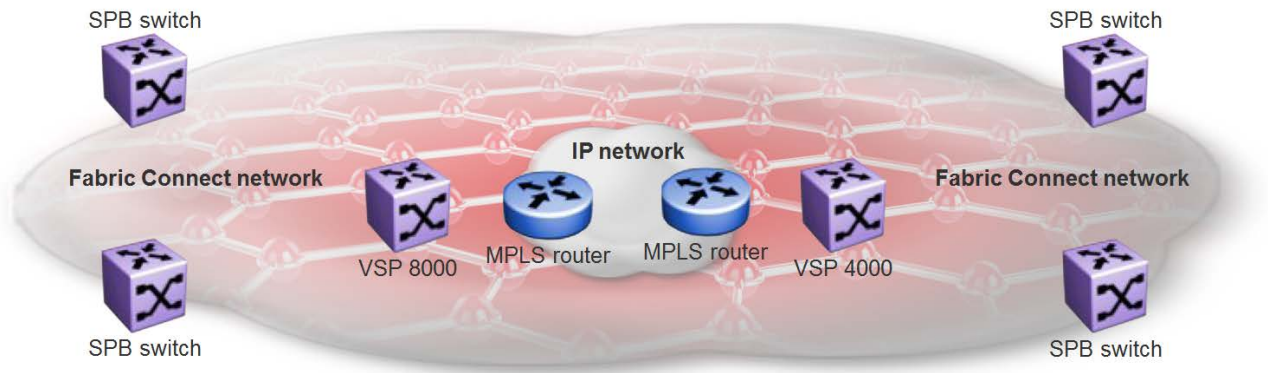 SPB switch
SPB switch
IP network
Fabric Connect network
Fabric Connect network
MPLS router
MPLS router
VSP 8000
VSP 4000
SPB switch
SPB switch